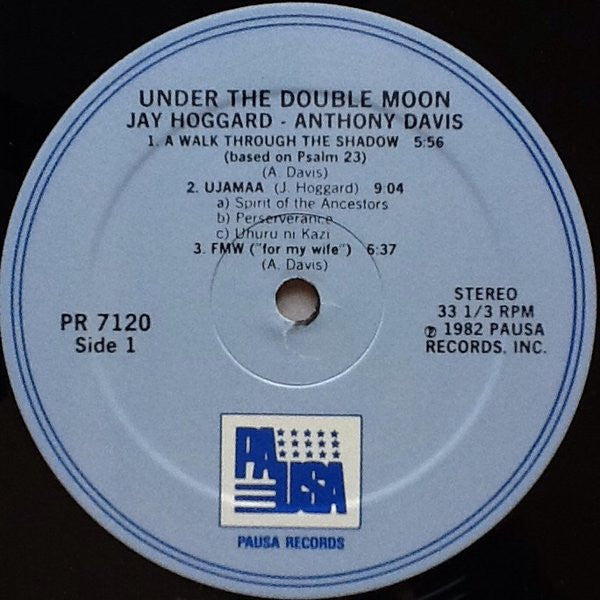 UNDER THE DOUBLE MOON
JAY HOGGARD - ANTHONY DAVIS
1. A WALK THROUGH THE SHADOW 5:56
(based on Psalm 23)
(A. Davis)
2. UJAMAA (J. Hoggard) 9:04
a) Spirit of the Ancestors
b) Perserverance
c) Uhuru ni Kazi
3. FMW ("for my wife") 6:37
(A. Davis)
PR 7120
Side 1
STEREO
33 1/3 RPM
℗ 1982 PAUSA
RECORDS, INC.
PAUSA
PAUSA RECORDS